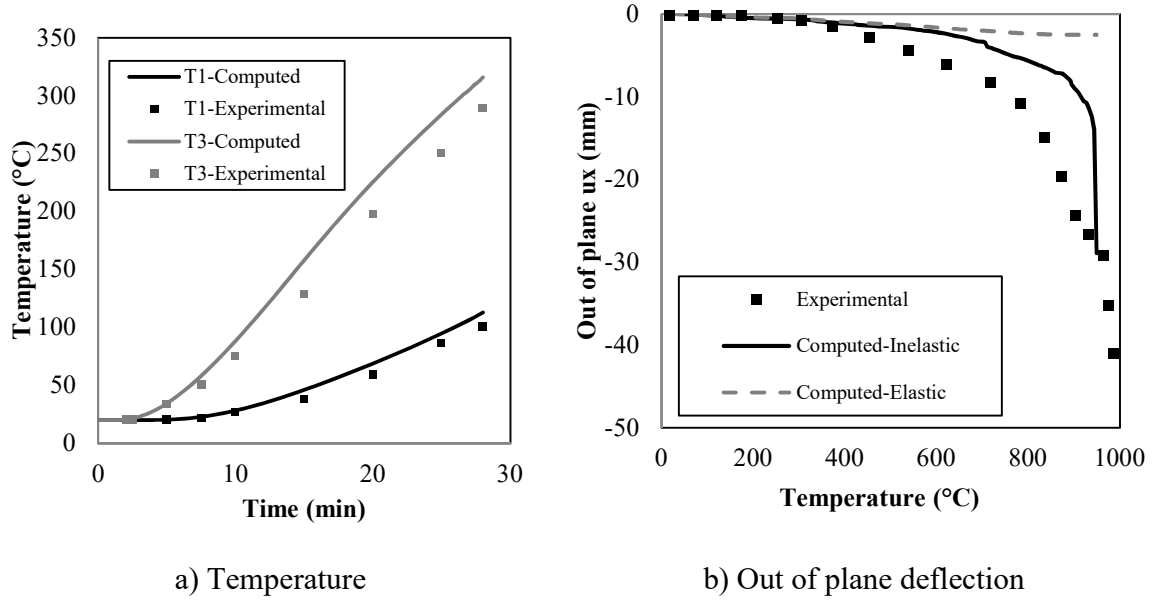 350
300
250
200
150
100
50
0
Temperature (°C)
T1-Computed
T1-Experimental
T3-Computed
T3-Experimental
0
10
20
30
Time (min)
a) Temperature
0
-10
-20
-30
-40
-50
Out of plane ux (mm)
Experimental
Computed-Inelastic
Computed-Elastic
0
200
400
600
800
1000
Temperature (°C)
b) Out of plane deflection